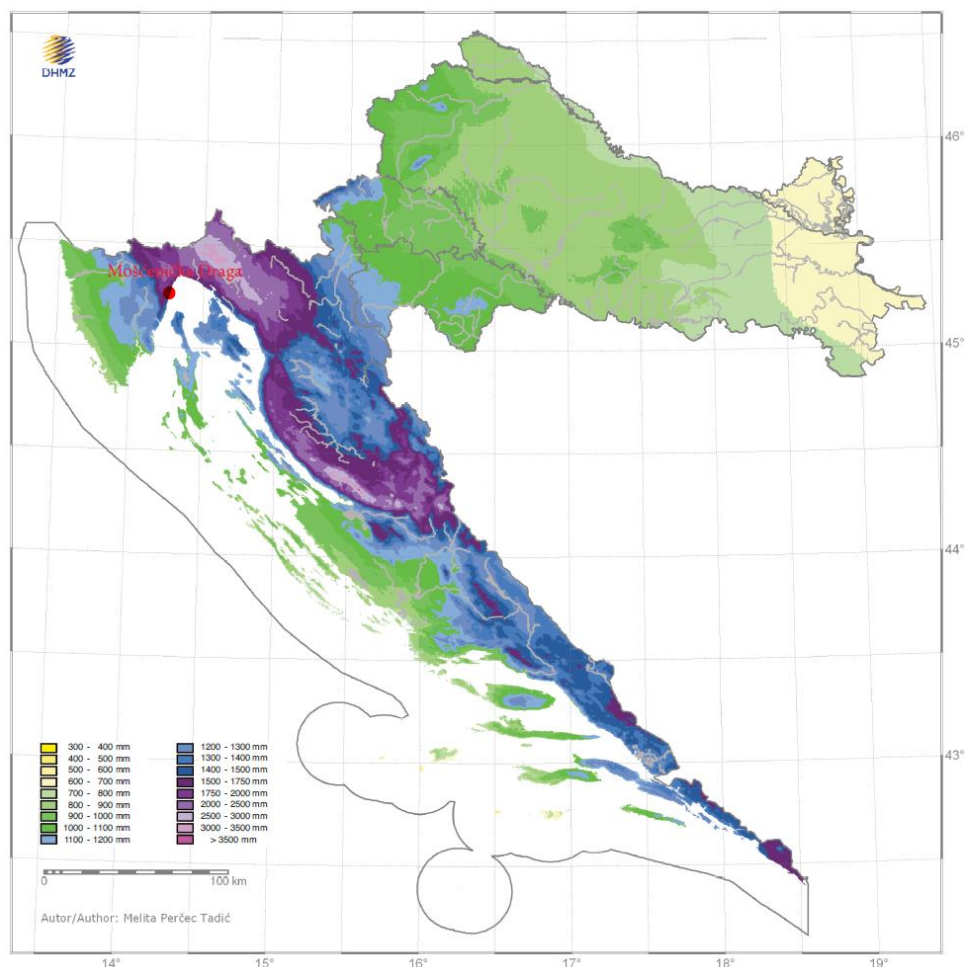 DHMZ
46°
Mošćenička Draga
45°
44°
43°
300 - 400 mm
400 - 500 mm
500 - 600 mm
600 - 700 mm
700 - 800 mm
800 - 900 mm
900 - 1000 mm
1000 - 1100 mm
1100 - 1200 mm
1200 - 1300 mm
1300 - 1400 mm
1400 - 1500 mm
1500 - 1750 mm
1750 - 2000 mm
2000 - 2500 mm
2500 - 3000 mm
3000 - 3500 mm
> 3500 mm
0 100 km
Autor/Author: Melita Perčec Tadić
14° 15° 16° 17° 18° 19°